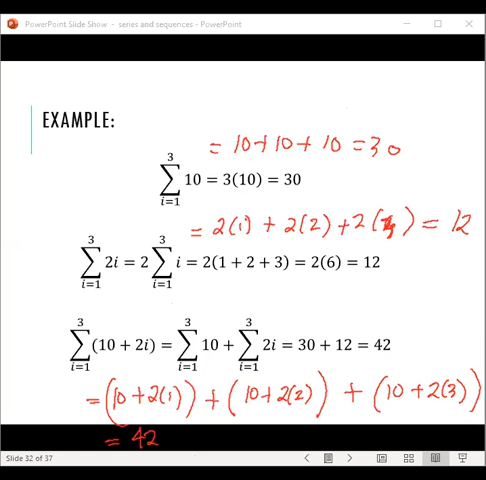 PowerPoint Slide Show - series and sequences - PowerPoint
EXAMPLE:
= 10+10+10 = 30
∑_{i=1}^{3} 10 = 3(10) = 30
= 2(1) + 2(2) + 2(3) = 12
∑_{i=1}^{3} 2i = 2 ∑_{i=1}^{3} i = 2(1 + 2 + 3) = 2(6) = 12
∑_{i=1}^{3} (10 + 2i) = ∑_{i=1}^{3} 10 + ∑_{i=1}^{3} 2i = 30 + 12 = 42
= (10+2(1)) + (10+2(2)) + (10+2(3))
= 42
Slide 32 of 37